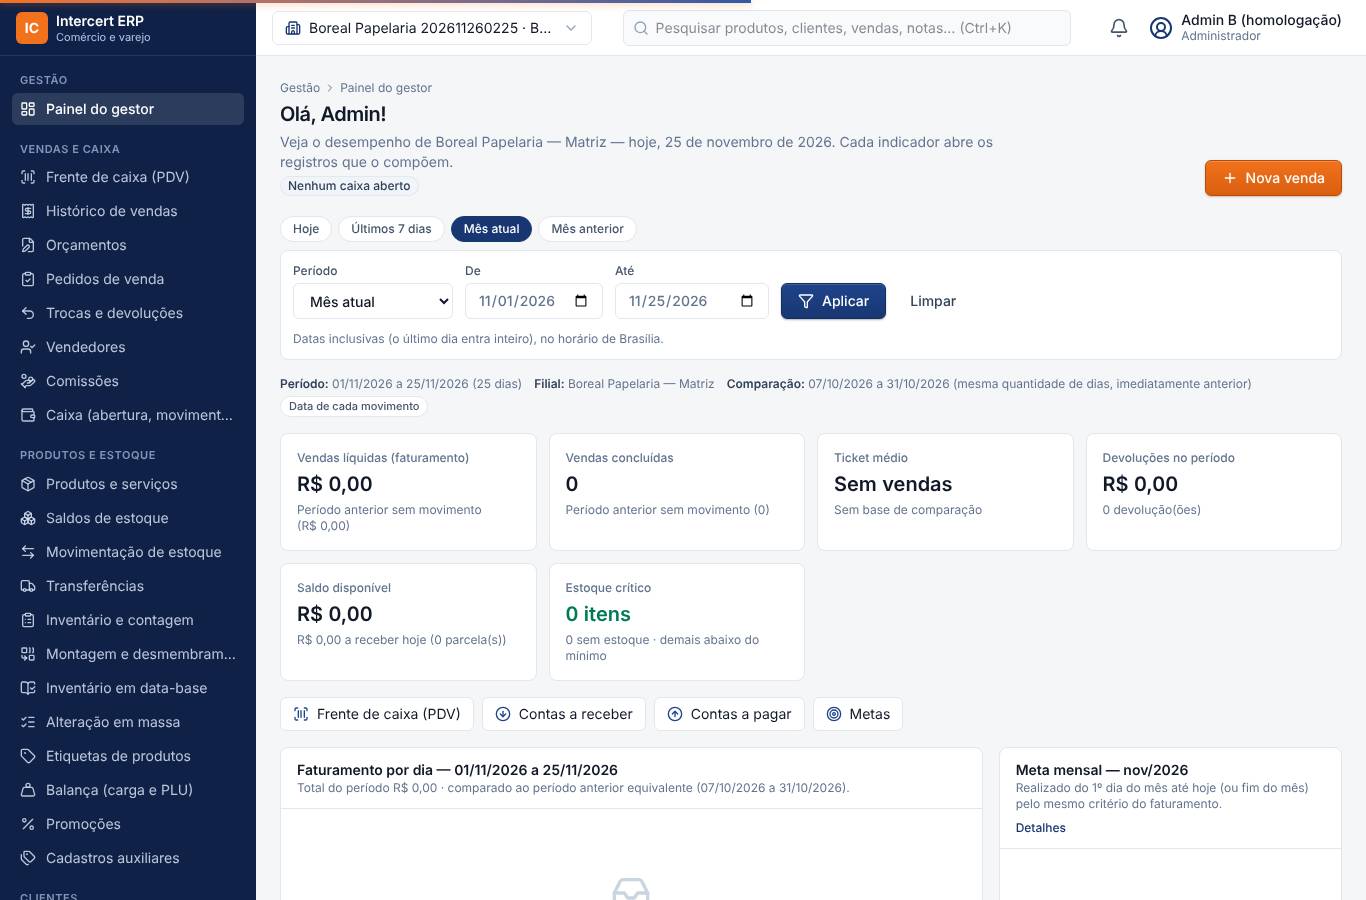 IC
Intercert ERP
Comércio e varejo
GESTÃO
Painel do gestor
VENDAS E CAIXA
Frente de caixa (PDV)
Histórico de vendas
Orçamentos
Pedidos de venda
Trocas e devoluções
Vendedores
Comissões
Caixa (abertura, moviment...
PRODUTOS E ESTOQUE
Produtos e serviços
Saldos de estoque
Movimentação de estoque
Transferências
Inventário e contagem
Montagem e desmembram...
Inventário em data-base
Alteração em massa
Etiquetas de produtos
Balança (carga e PLU)
Promoções
Cadastros auxiliares
CLIENTES
Boreal Papelaria 202611260225 · B...
Pesquisar produtos, clientes, vendas, notas... (Ctrl+K)
Admin B (homologação)
Administrador
Gestão > Painel do gestor
Olá, Admin!
Veja o desempenho de Boreal Papelaria — Matriz — hoje, 25 de novembro de 2026. Cada indicador abre os
registros que o compõem.
Nenhum caixa aberto
+ Nova venda
Hoje
Últimos 7 dias
Mês atual
Mês anterior
Período
De
Até
Mês atual
11/01/2026
11/25/2026
Aplicar
Limpar
Datas inclusivas (o último dia entra inteiro), no horário de Brasília.
Período: 01/11/2026 a 25/11/2026 (25 dias) Filial: Boreal Papelaria — Matriz Comparação: 07/10/2026 a 31/10/2026 (mesma quantidade de dias, imediatamente anterior)
Data de cada movimento
Vendas líquidas (faturamento)
R$ 0,00
Período anterior sem movimento
(R$ 0,00)
Vendas concluídas
0
Período anterior sem movimento (0)
Ticket médio
Sem vendas
Sem base de comparação
Devoluções no período
R$ 0,00
0 devolução(ões)
Saldo disponível
R$ 0,00
R$ 0,00 a receber hoje (0 parcela(s))
Estoque crítico
0 itens
0 sem estoque · demais abaixo do
mínimo
Frente de caixa (PDV)
Contas a receber
Contas a pagar
Metas
Faturamento por dia — 01/11/2026 a 25/11/2026
Total do período R$ 0,00 · comparado ao período anterior equivalente (07/10/2026 a 31/10/2026).
Meta mensal — nov/2026
Realizado do 1º dia do mês até hoje (ou fim do mês)
pelo mesmo critério do faturamento.
Detalhes